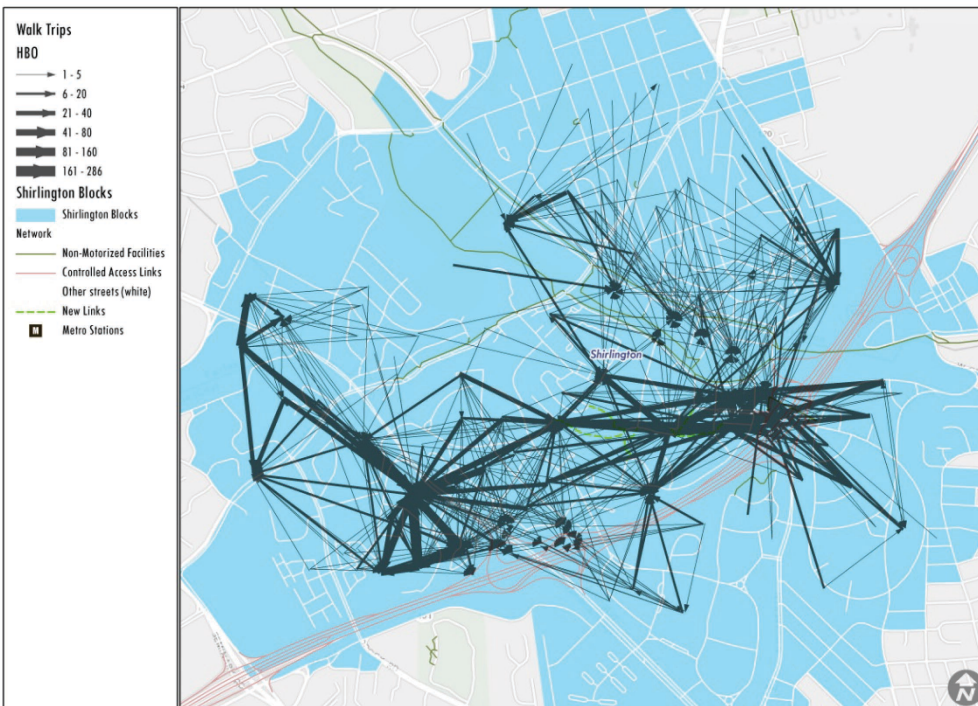 Walk Trips
HBO
1 - 5
6 - 20
21 - 40
41 - 80
81 - 160
161 - 286
Shirlington Blocks
Shirlington Blocks
Network
Non-Motorized Facilities
Controlled Access Links
Other streets (white)
New Links
M Metro Stations
Shirlington
N